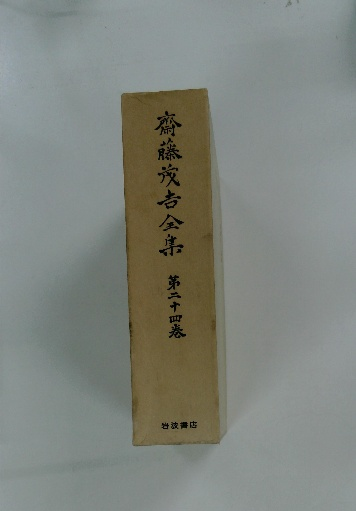 齋藤茂吉全集
第二十四巻
岩波書店